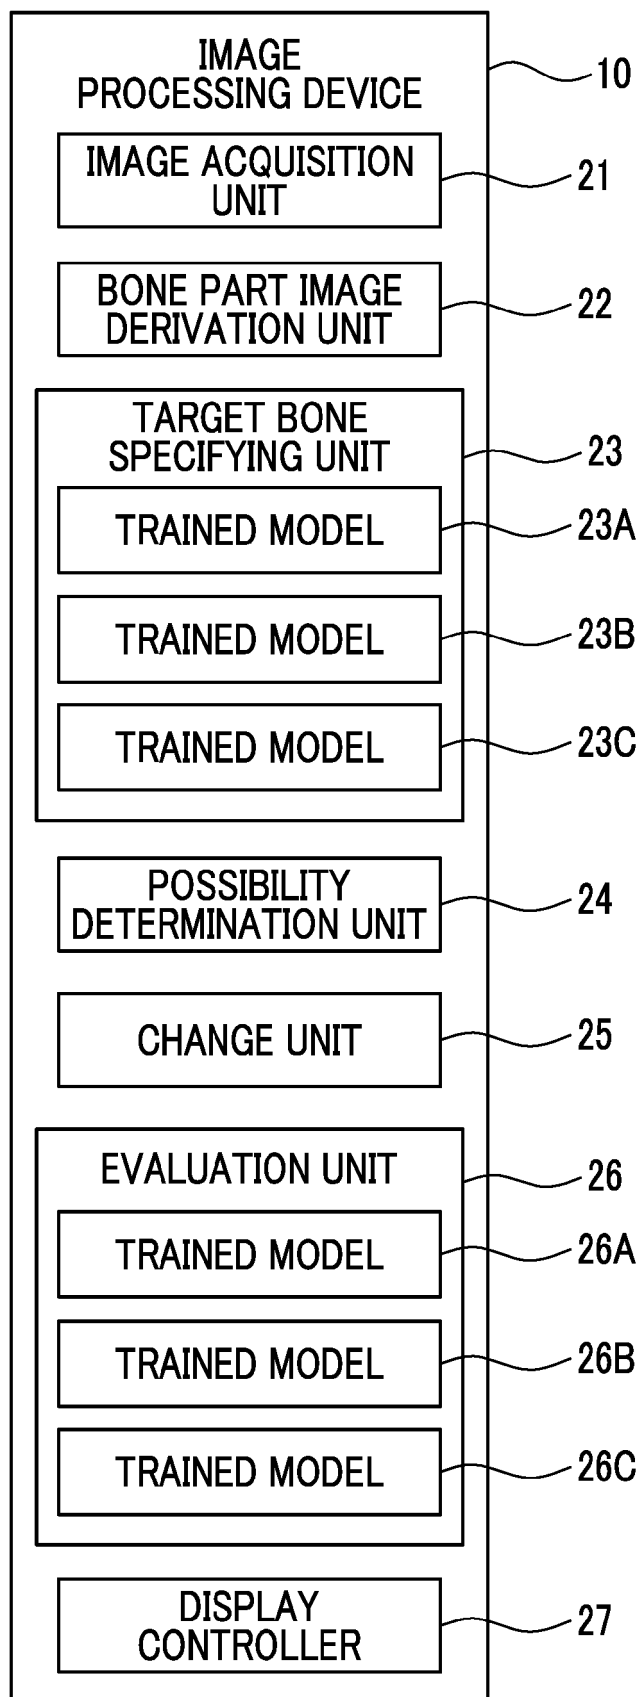 IMAGE
PROCESSING DEVICE
10
IMAGE ACQUISITION
UNIT
21
BONE PART IMAGE
DERIVATION UNIT
22
TARGET BONE
SPECIFYING UNIT
23
TRAINED MODEL
23A
TRAINED MODEL
23B
TRAINED MODEL
23C
POSSIBILITY
DETERMINATION UNIT
24
CHANGE UNIT
25
EVALUATION UNIT
26
TRAINED MODEL
26A
TRAINED MODEL
26B
TRAINED MODEL
26C
DISPLAY
CONTROLLER
27